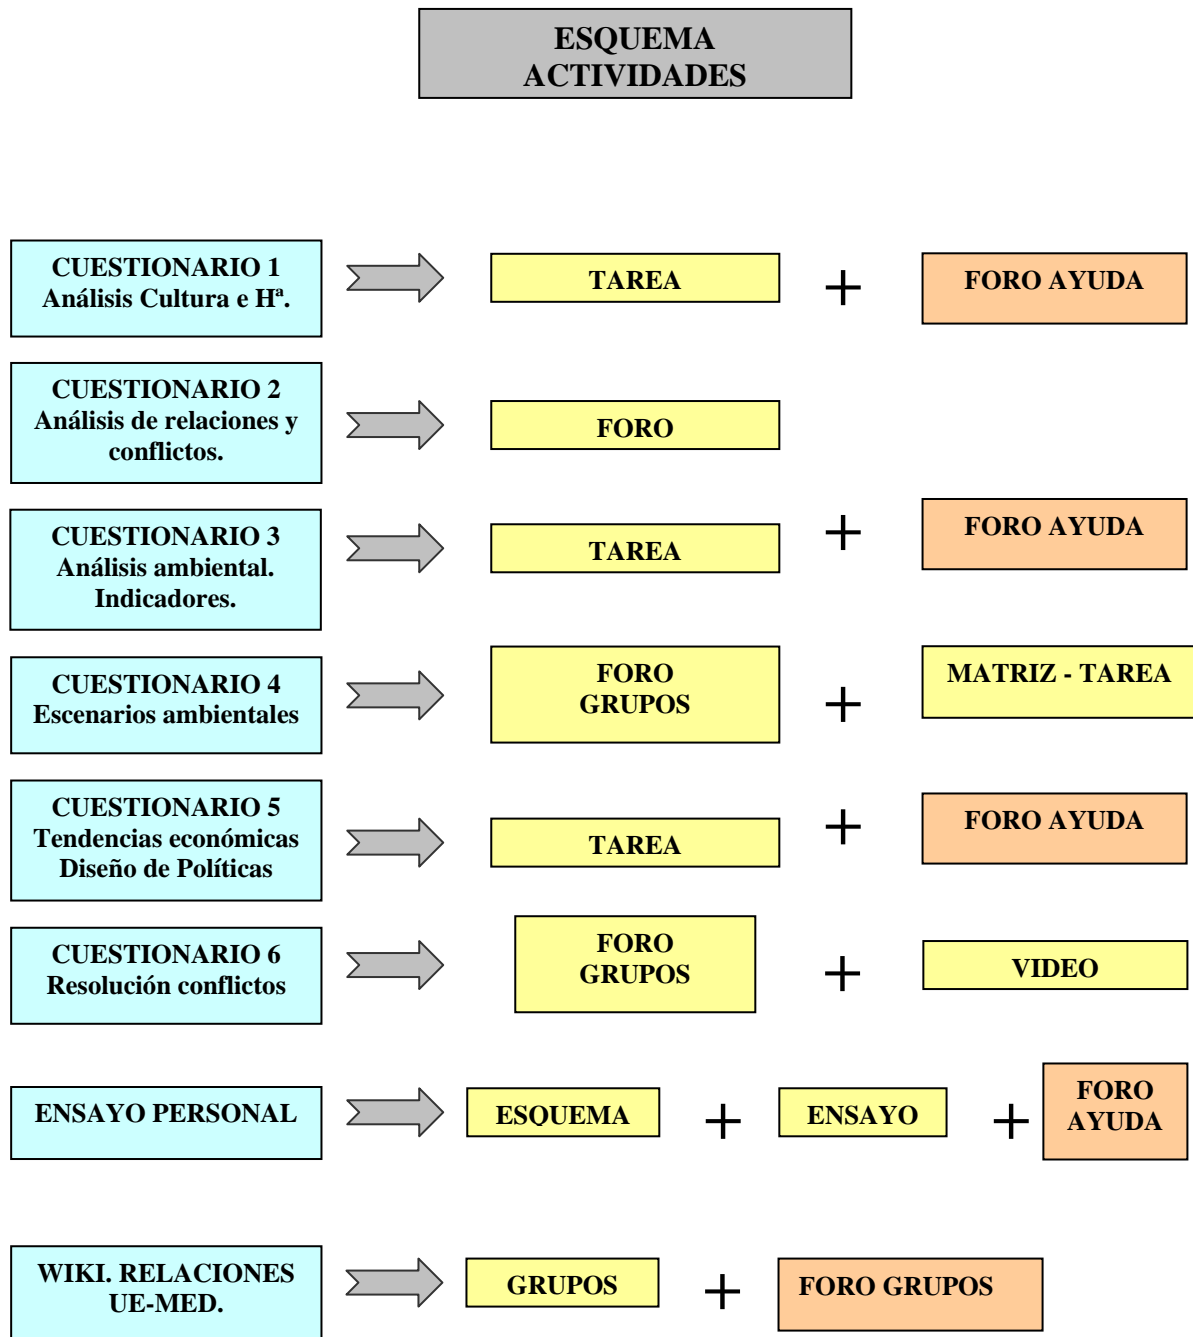 ESQUEMA
ACTIVIDADES
CUESTIONARIO 1
Análisis Cultura e Hª.
TAREA
+
FORO AYUDA
CUESTIONARIO 2
Análisis de relaciones y
conflictos.
FORO
CUESTIONARIO 3
Análisis ambiental.
Indicadores.
TAREA
+
FORO AYUDA
CUESTIONARIO 4
Escenarios ambientales
FORO
GRUPOS
+
MATRIZ - TAREA
CUESTIONARIO 5
Tendencias económicas
Diseño de Políticas
TAREA
+
FORO AYUDA
CUESTIONARIO 6
Resolución conflictos
FORO
GRUPOS
+
VIDEO
ENSAYO PERSONAL
ESQUEMA
+
ENSAYO
+
FORO
AYUDA
WIKI. RELACIONES
UE-MED.
GRUPOS
+
FORO GRUPOS